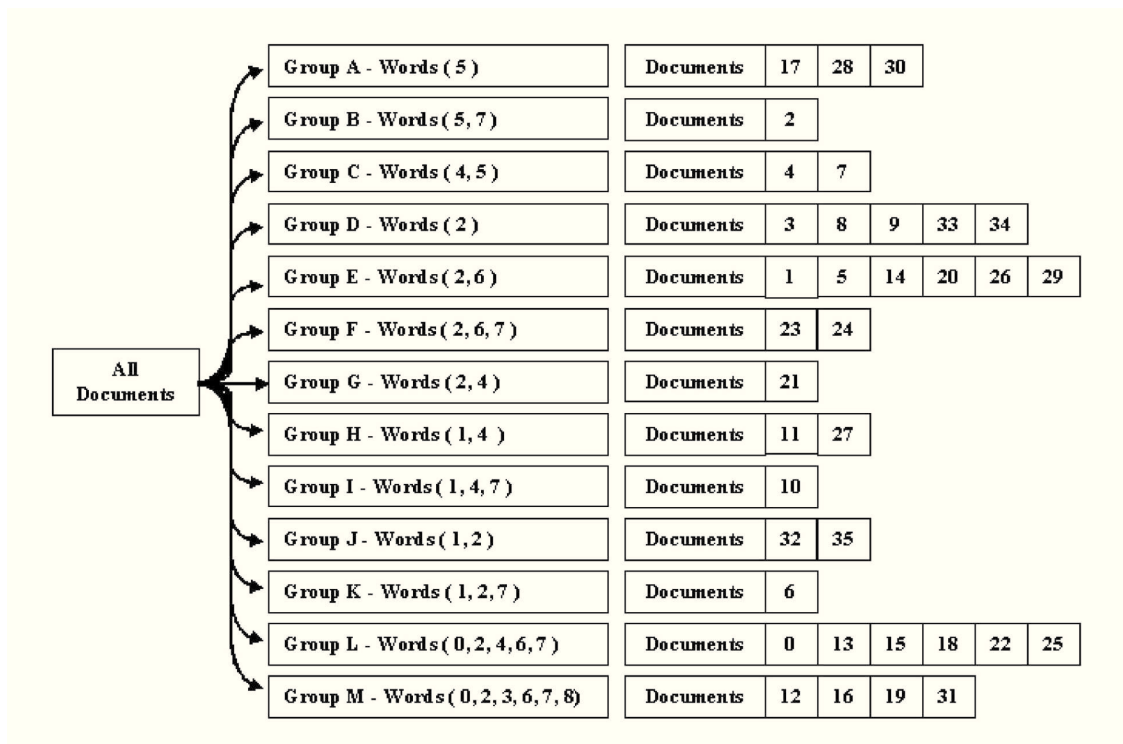 Group A - Words ( 5 ) Documents 17 28 30
Group B - Words ( 5, 7 ) Documents 2
Group C - Words ( 4, 5 ) Documents 4 7
Group D - Words ( 2 ) Documents 3 8 9 33 34
Group E - Words ( 2, 6 ) Documents 1 5 14 20 26 29
Group F - Words ( 2, 6, 7 ) Documents 23 24
All
Documents
Group G - Words ( 2, 4 ) Documents 21
Group H - Words ( 1, 4 ) Documents 11 27
Group I - Words ( 1, 4, 7 ) Documents 10
Group J- Words ( 1, 2 ) Documents 32 35
Group K - Words ( 1, 2, 7 ) Documents 6
Group L - Words ( 0, 2, 4, 6, 7 ) Documents 0 13 15 18 22 25
Group M - Words ( 0, 2, 3, 6, 7, 8) Documents 12 16 19 31